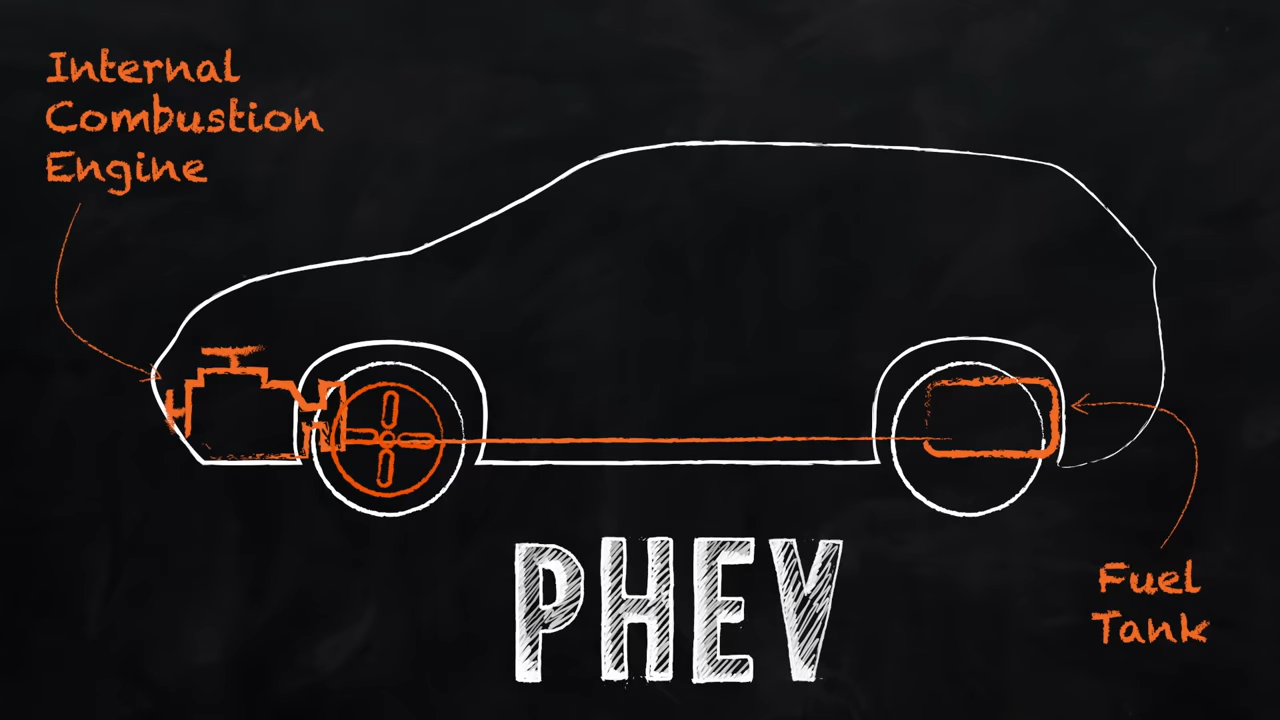 Internal
Combustion
Engine
PHEV
Fuel
Tank